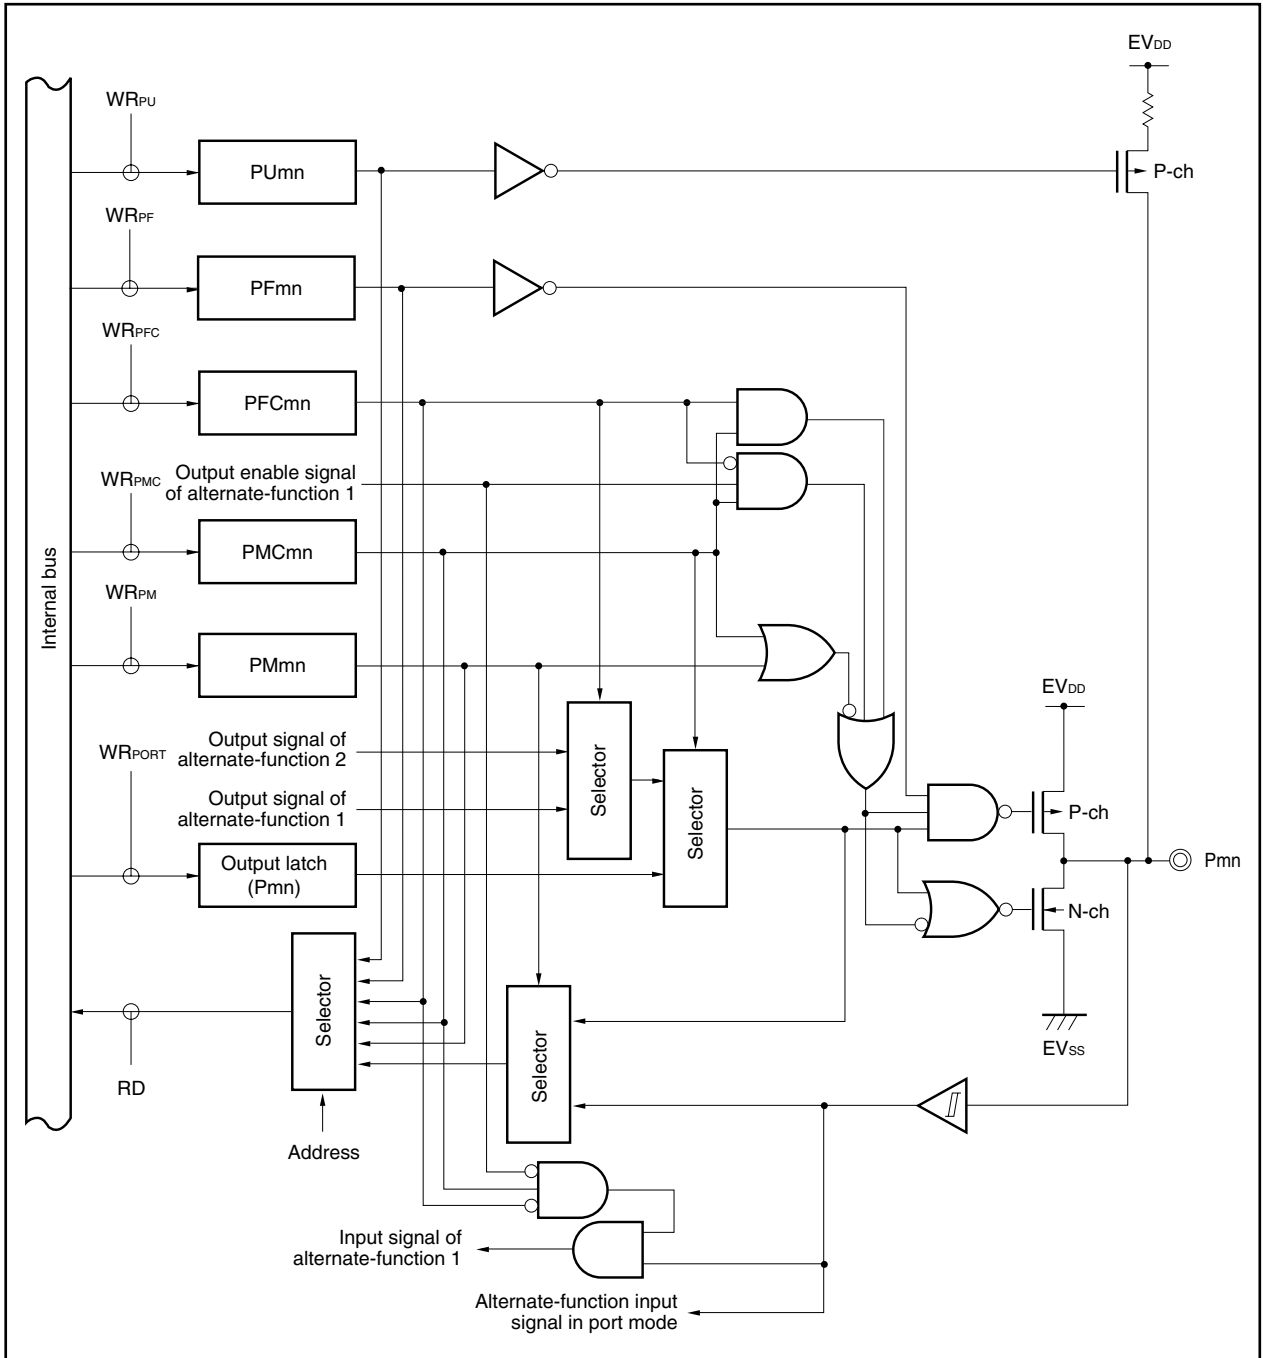 EVDD
WRPU
PUmn
P-ch
WRPF
PFmn
WRPFC
PFCmn
WRPMC
Output enable signal
of alternate-function 1
PMCmn
Internal bus
WRPM
PMmn
EVDD
WRPORT
Output signal of
alternate-function 2
Selector
Selector
Output signal of
alternate-function 1
P-ch
Output latch
(Pmn)
Pmn
N-ch
Selector
Selector
EVSS
RD
Address
Input signal of
alternate-function 1
Alternate-function input
signal in port mode